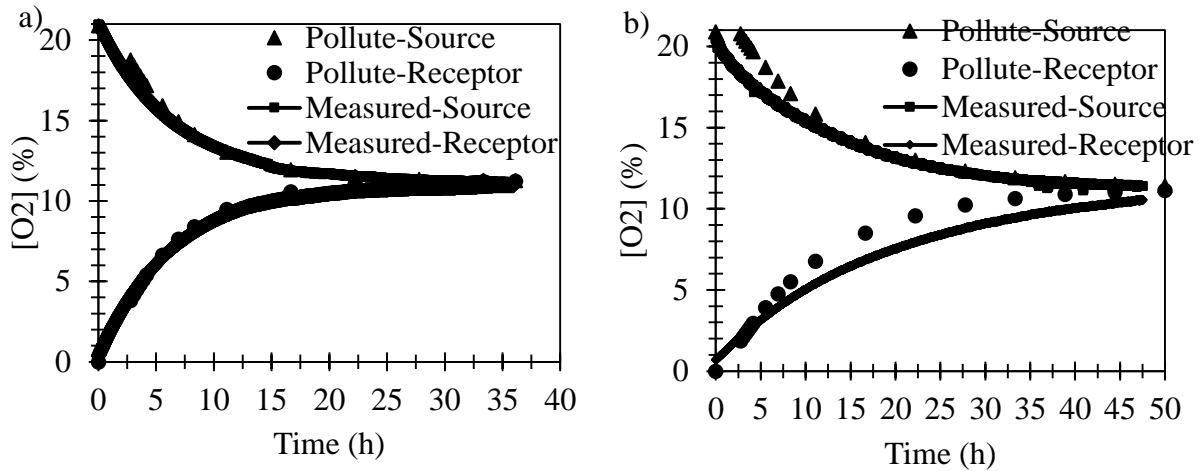 a)
20
15
10
5
0
[O2] (%)
0 5 10 15 20 25 30 35 40
Time (h)
Pollute-Source
Pollute-Receptor
Measured-Source
Measured-Receptor
b)
20
15
10
5
0
[O2] (%)
0 5 10 15 20 25 30 35 40 45 50
Time (h)
Pollute-Source
Pollute-Receptor
Measured-Source
Measured-Receptor